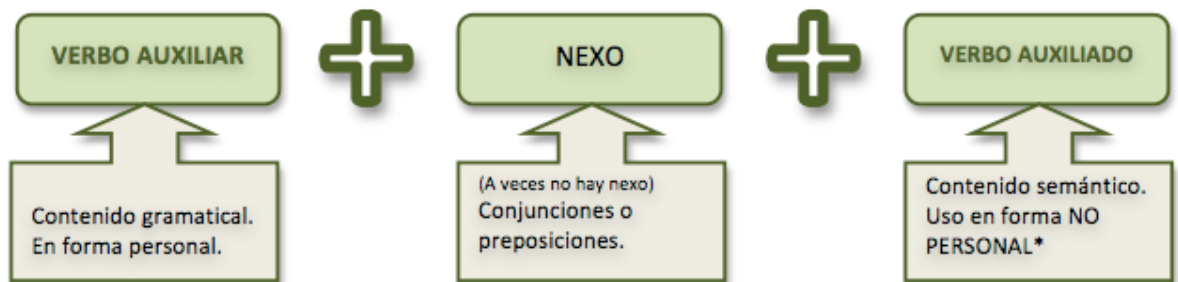 VERBO AUXILIAR
NEXO
VERBO AUXILIADO
Contenido gramatical.
En forma personal.
(A veces no hay nexo)
Conjunciones o
preposiciones.
Contenido semántico.
Uso en forma NO
PERSONAL*